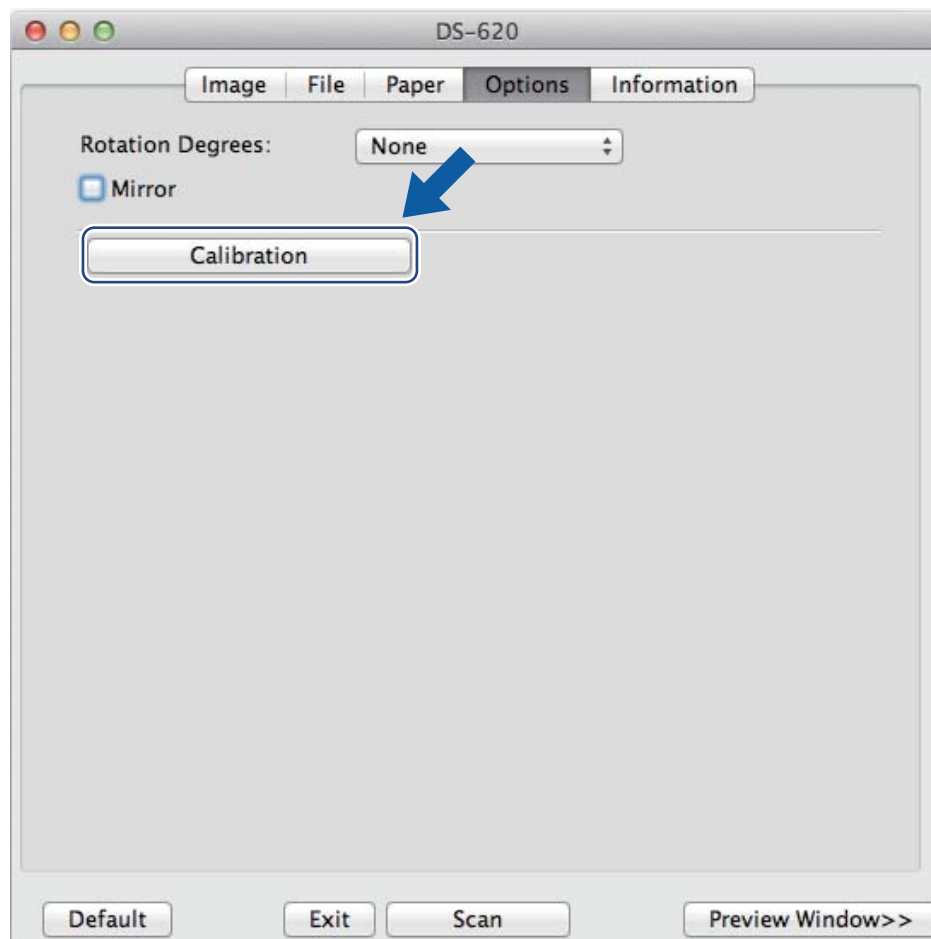 DS-620
Image File Paper Options Information
Rotation Degrees: None
Mirror
Calibration
Default Exit Scan Preview Window>>